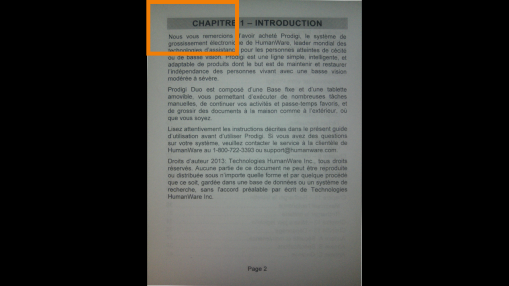 CHAPITRE 1 – INTRODUCTION
Nous vous remercions d'avoir acheté Prodigi, le système de
grossissement électronique de HumanWare, leader mondial des
technologies d'assistance pour les personnes atteintes de cécité
ou de basse vision. Prodigi est une ligne simple, intelligente, et
adaptable de produits dont le but est de maintenir et restaurer
l'indépendance des personnes vivant avec une basse vision
modérée à sévère.
Prodigi Duo est composé d'une Base fixe et d'une tablette
amovible, vous permettant d'exécuter de nombreuses tâches
manuelles, de continuer vos activités et passe-temps favoris, et
de grossir des documents à la maison comme à l'extérieur, où
que vous soyez.
Lisez attentivement les instructions décrites dans le présent guide
d'utilisation avant d'utiliser Prodigi. Si vous avez des questions
sur votre système, veuillez contacter le service à la clientèle de
HumanWare au 1-800-722-3393 ou support@humanware.com.
Droits d'auteur 2013, Technologies HumanWare Inc., tous droits
réservés. Aucune partie de ce document ne peut être reproduite
ou distribuée sous n'importe quelle forme et par quelque procédé
que ce soit, gardée dans une base de données ou un système de
recherche, sans l'accord préalable par écrit de Technologies
HumanWare Inc.
Page 2